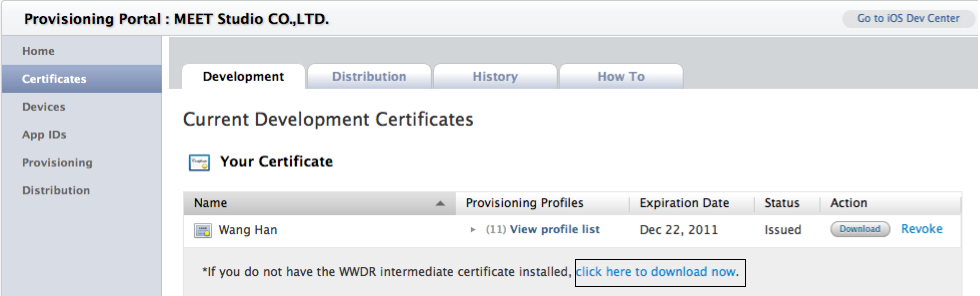 Provisioning Portal : MEET Studio CO.,LTD.
Go to iOS Dev Center
Home
Certificates
Devices
App IDs
Provisioning
Distribution
Development
Distribution
History
How To
Current Development Certificates
Your Certificate
Name
Provisioning Profiles
Expiration Date
Status
Action
Wang Han
(11) View profile list
Dec 22, 2011
Issued
Download
Revoke
*If you do not have the WWDR intermediate certificate installed, click here to download now.